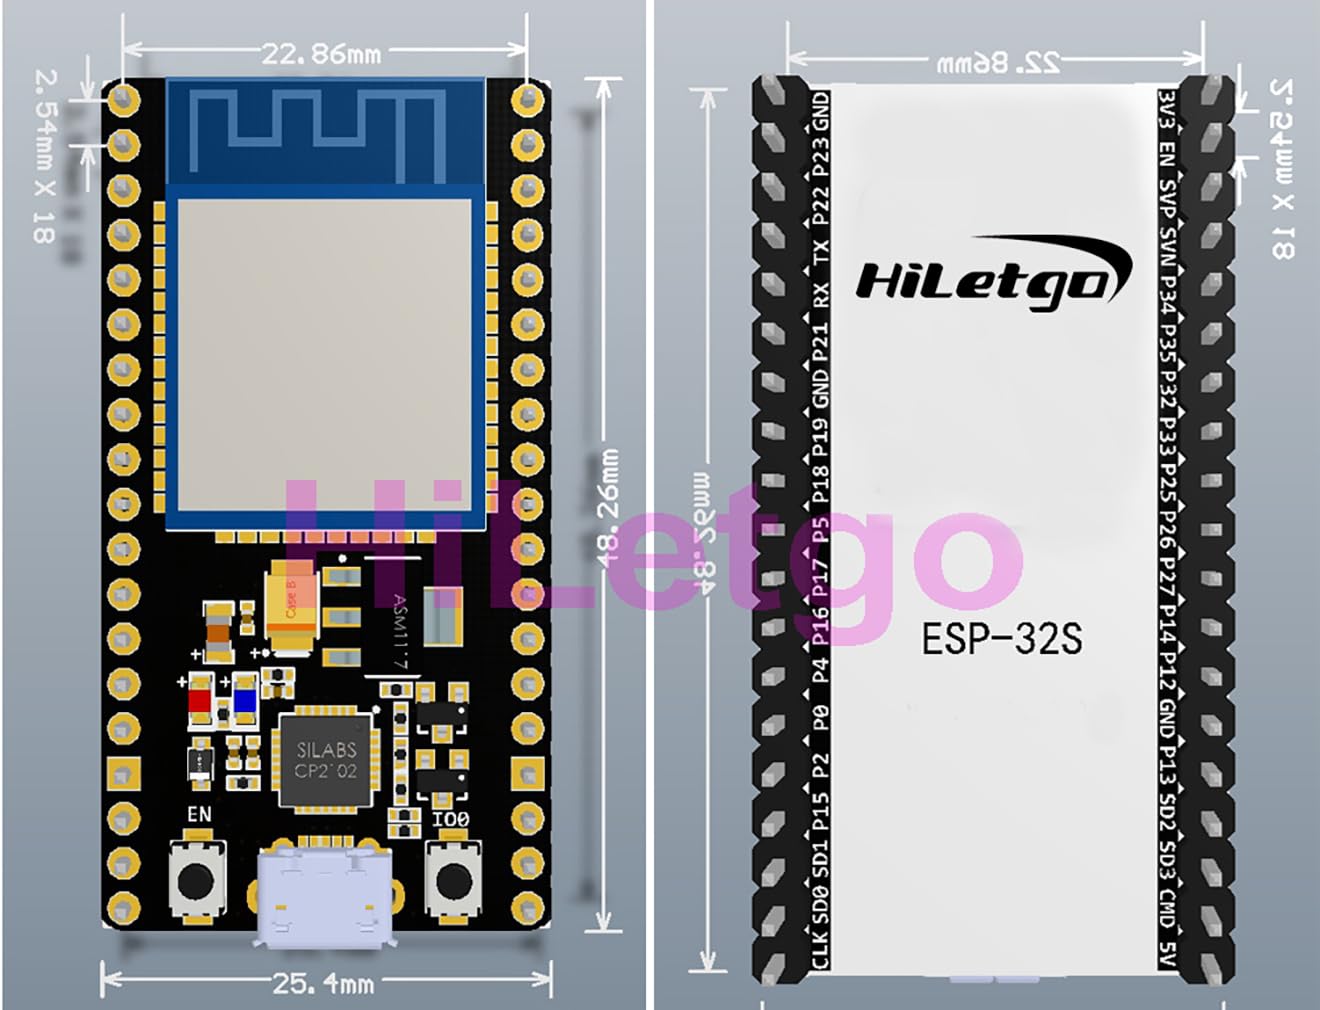 22.86mm
2.54mm X 18
48.26mm
Case B
ASM1117
+
+
+
+
SILABS
CP2102
EN
IO0
25.4mm
HiLetgo
22.86mm
2.54mm X 18
48.26mm
GND
P23
P22
TX
RX
P21
GND
P19
P18
P5
P17
P16
P4
P0
P2
P15
SD1
SD0
CLK
3V3
EN
SVP
SVN
P34
P35
P32
P33
P25
P26
P27
P14
P12
GND
P13
SD2
SD3
CMD
5V
HiLetgo
ESP-32S